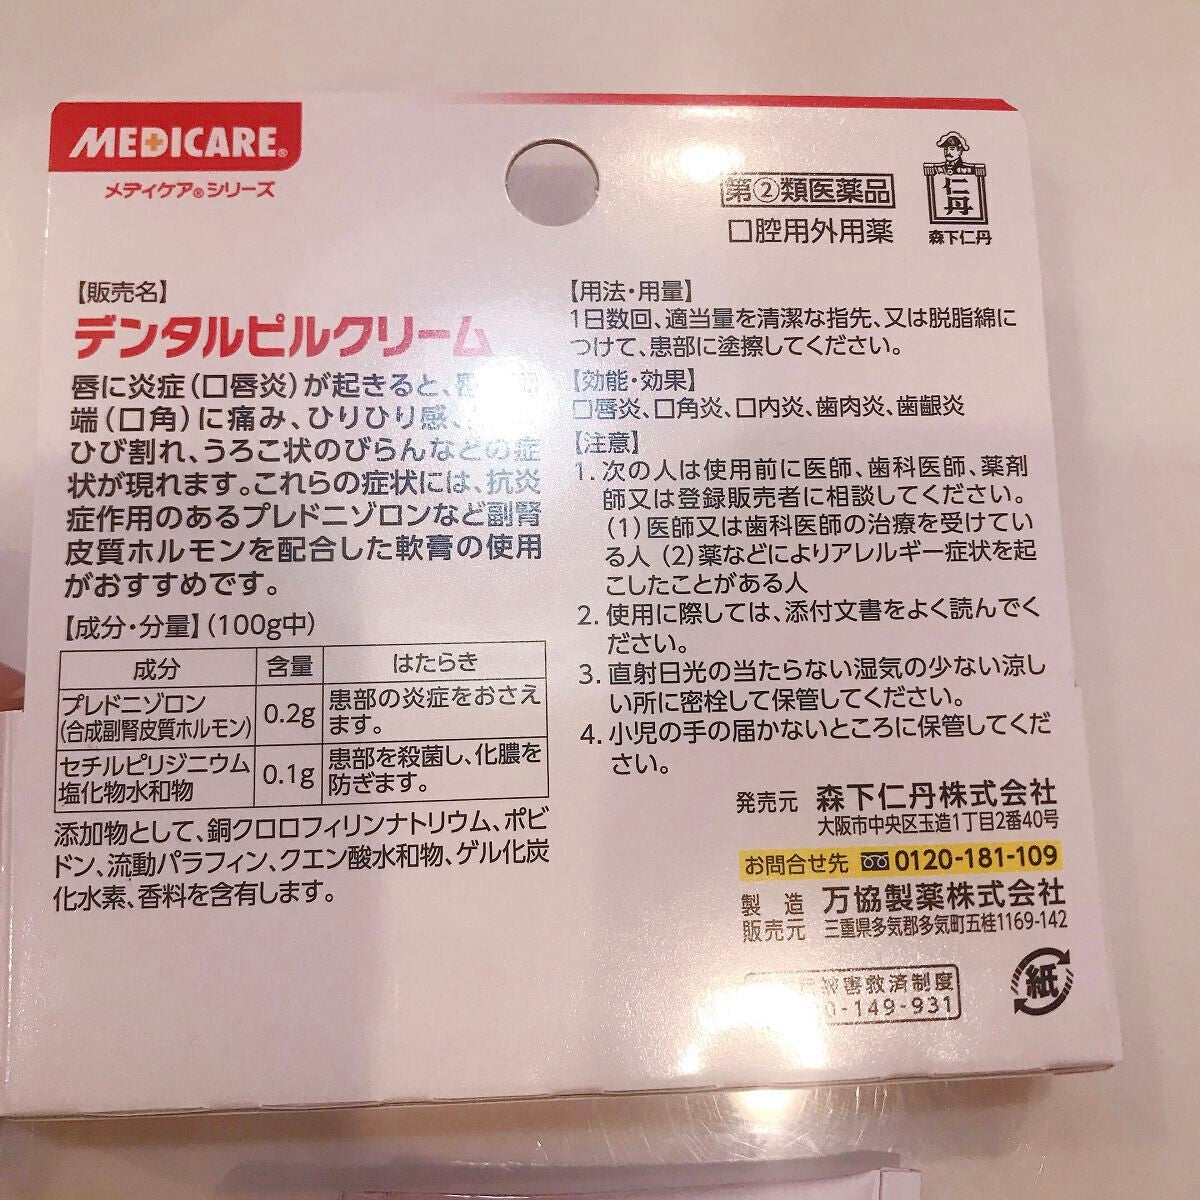 MEDICARE®
メディケア®シリーズ
第②類医薬品
口腔用外用薬
仁丹
森下仁丹
【販売名】
デンタルピルクリーム
唇に炎症(口唇炎)が起きると、
端(口角)に痛み、ひりひり感、
ひび割れ、うろこ状のびらんなどの症
状が現れます。これらの症状には、抗炎
症作用のあるプレドニゾロンなど副腎
皮質ホルモンを配合した軟膏の使用
がおすすめです。
【成分・分量】(100g中)
成分 含量 はたらき
プレドニゾロン
(合成副腎皮質ホルモン) 0.2g 患部の炎症をおさえ
ます。
セチルピリジニウム
塩化物水和物 0.1g 患部を殺菌し、化膿を
防ぎます。
添加物として、銅クロロフィリンナトリウム、ポビ
ドン、流動パラフィン、クエン酸水和物、ゲル化炭
化水素、香料を含有します。
【用法・用量】
1日数回、適当量を清潔な指先、又は脱脂綿に
つけて、患部に塗擦してください。
【効能・効果】
口唇炎、口角炎、口内炎、歯肉炎、歯齦炎
【注意】
1. 次の人は使用前に医師、歯科医師、薬剤
師又は登録販売者に相談してください。
(1)医師又は歯科医師の治療を受けてい
る人 (2)薬などによりアレルギー症状を起
こしたことがある人
2. 使用に際しては、添付文書をよく読んでく
ださい。
3. 直射日光の当たらない湿気の少ない涼し
い所に密栓して保管してください。
4. 小児の手の届かないところに保管してくだ
さい。
発売元 森下仁丹株式会社
大阪市中央区玉造1丁目2番40号
お問合せ先 0120-181-109
製造
販売元 万協製薬株式会社
三重県多気郡多気町五桂1169-142
被害救済制度
0-149-931
紙